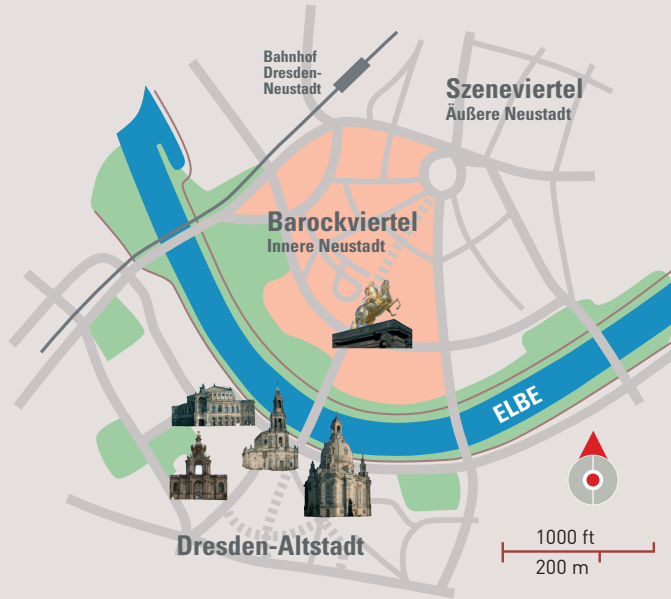 Bahnhof
Dresden-
Neustadt
Szeneviertel
Äußere Neustadt
Barockviertel
Innere Neustadt
ELBE
Dresden-Altstadt
1000 ft
200 m